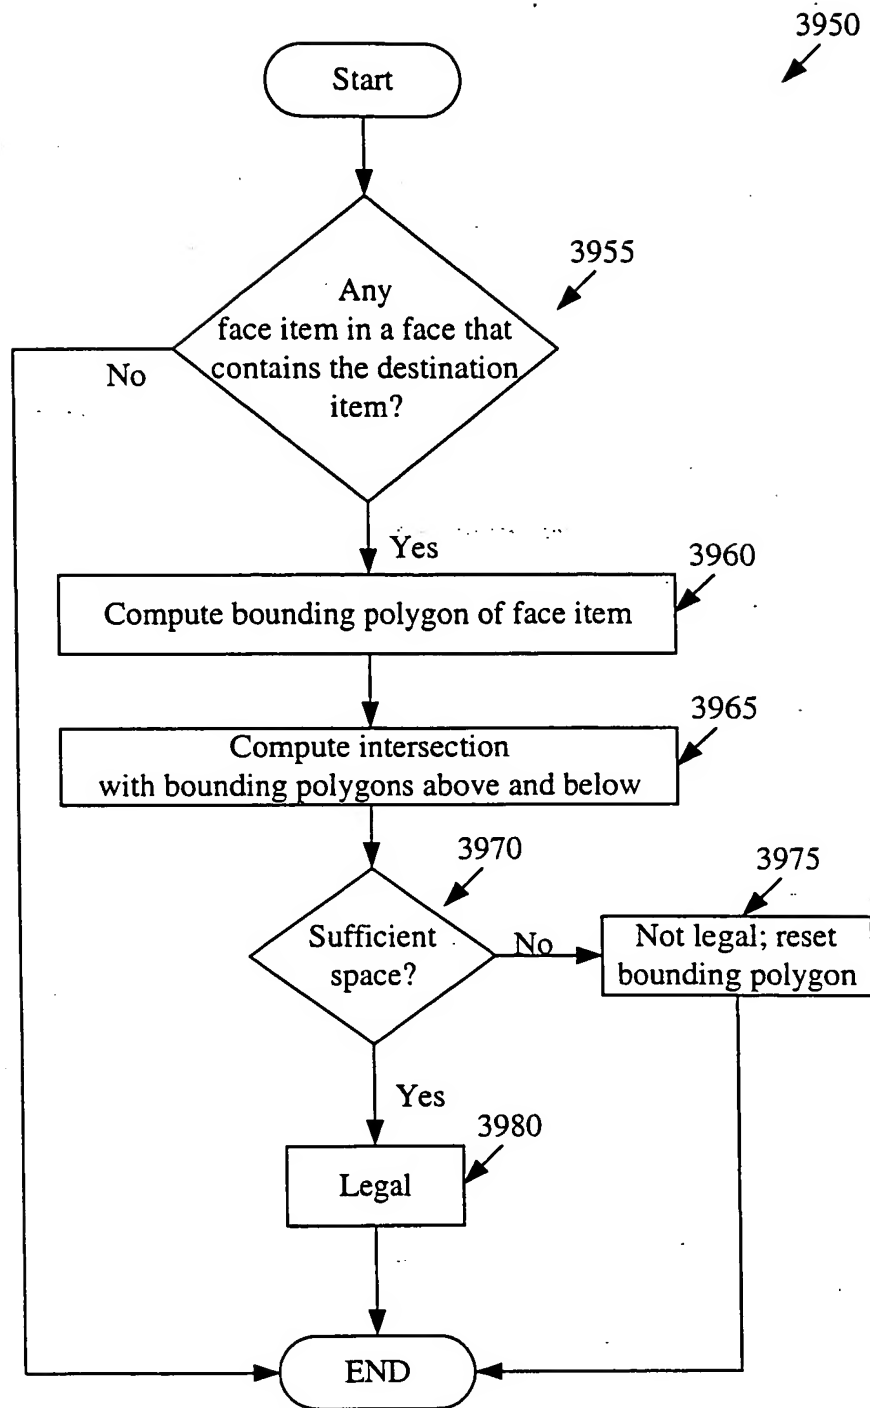 3950
Start
3955
Any
face item in a face that
contains the destination
item?
No
Yes
3960
Compute bounding polygon of face item
3965
Compute intersection
with bounding polygons above and below
3970
3975
Sufficient
space?
No
Not legal; reset
bounding polygon
Yes
3980
Legal
END